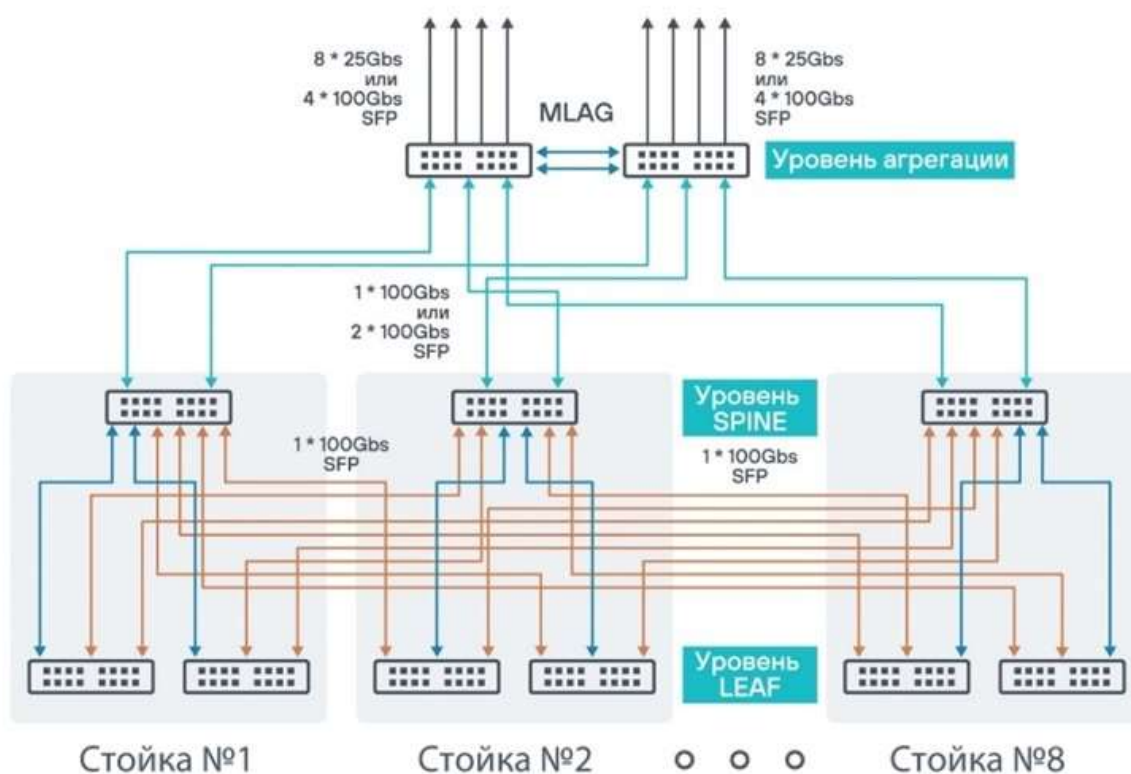 8 * 25Gbs
или
4 * 100Gbs
SFP
MLAG
8 * 25Gbs
или
4 * 100Gbs
SFP
Уровень агрегации
1 * 100Gbs
или
2 * 100Gbs
SFP
Уровень
SPINE
1 * 100Gbs
SFP
1 * 100Gbs
SFP
Уровень
LEAF
Стойка №1
Стойка №2
Стойка №8